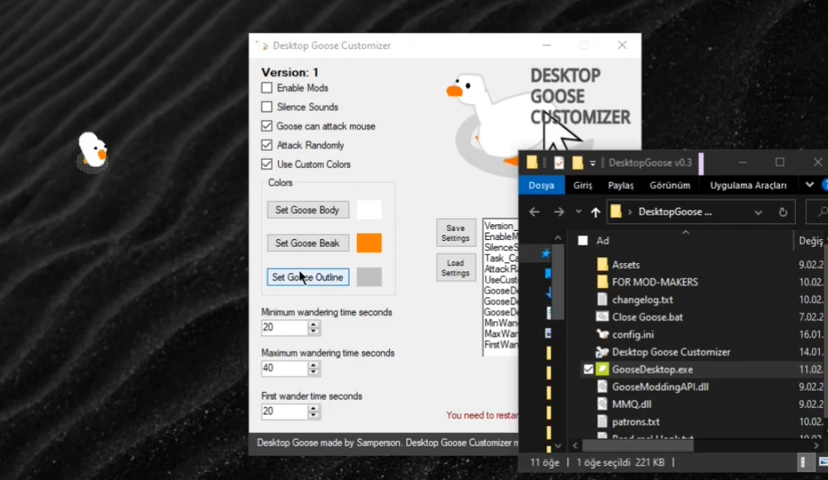 Desktop Goose Customizer
Version: 1
Enable Mods
Silence Sounds
Goose can attack mouse
Attack Randomly
Use Custom Colors
Colors
Set Goose Body
Set Goose Beak
Set Goose Outline
Minimum wandering time seconds
20
Maximum wandering time seconds
40
First wander time seconds
20
DESKTOP
GOOSE
CUSTOMIZER
Save
Settings
Load
Settings
Version_
EnableM
SilenceS
Task_Ca
AttackRa
UseCust
GooseDe
GooseDe
GooseDe
MinWan
MaxWan
FirstWan
You need to restar
Desktop Goose made by Samperson. Desktop Goose Customizer m
DesktopGoose v0.3
Dosya Giriş Paylaş Görünüm Uygulama Araçları
DesktopGoose ...
Ad Değiş
Assets 9.02.2
FOR MOD-MAKERS 10.02.
changelog.txt 10.02.
Close Goose.bat 7.02.2
config.ini 16.01.
Desktop Goose Customizer 14.01.
GooseDesktop.exe 11.02.
GooseModdingAPI.dll 9.02.2
MMQ.dll 9.02.2
patrons.txt 10.02.
11 öğe 1 öğe seçildi 221 KB